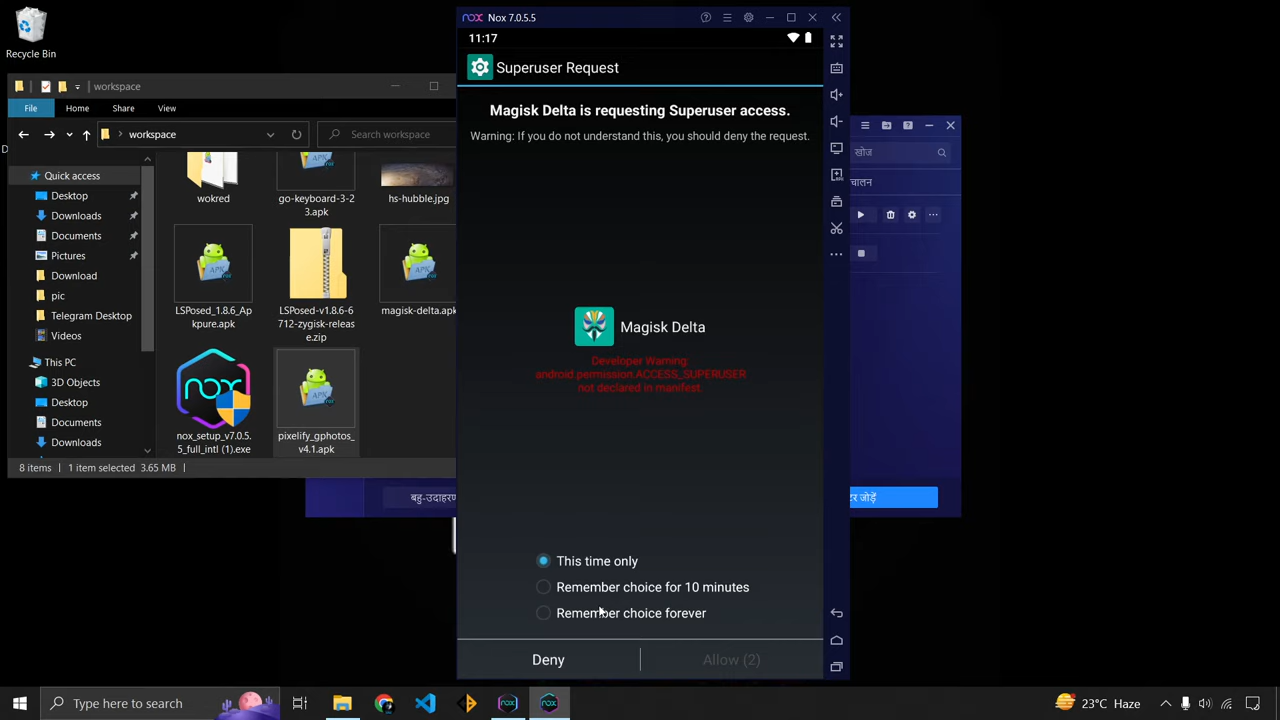 Recycle Bin
nox Nox 7.0.5.5
11:17
Superuser Request
Magisk Delta is requesting Superuser access.
Warning: If you do not understand this, you should deny the request.
Magisk Delta
Developer Warning:
android.permission.ACCESS_SUPERUSER
not declared in manifest.
This time only
Remember choice for 10 minutes
Remember choice forever
Deny
Allow (2)
workspace
File
Home
Share
View
workspace
Search workspace
Quick access
Desktop
Downloads
Documents
Pictures
Download
pic
Telegram Desktop
Videos
This PC
3D Objects
Desktop
Documents
Downloads
wokred
go-keyboard-3-2
3.apk
hs-hubble.jpg
LSPosed_1.8.6_Ap
kpure.apk
LSPosed-v1.8.6-6
712-zygisk-releas
e.zip
magisk-delta.apk
nox_setup_v7.0.5.
5_full_intl (1).exe
pixelify_gphotos_
v4.1.apk
8 items
1 item selected 3.65 MB
खोज
चालन
बहु-उदाहरण
टर जोड़ें
Type here to search
23°C Haze